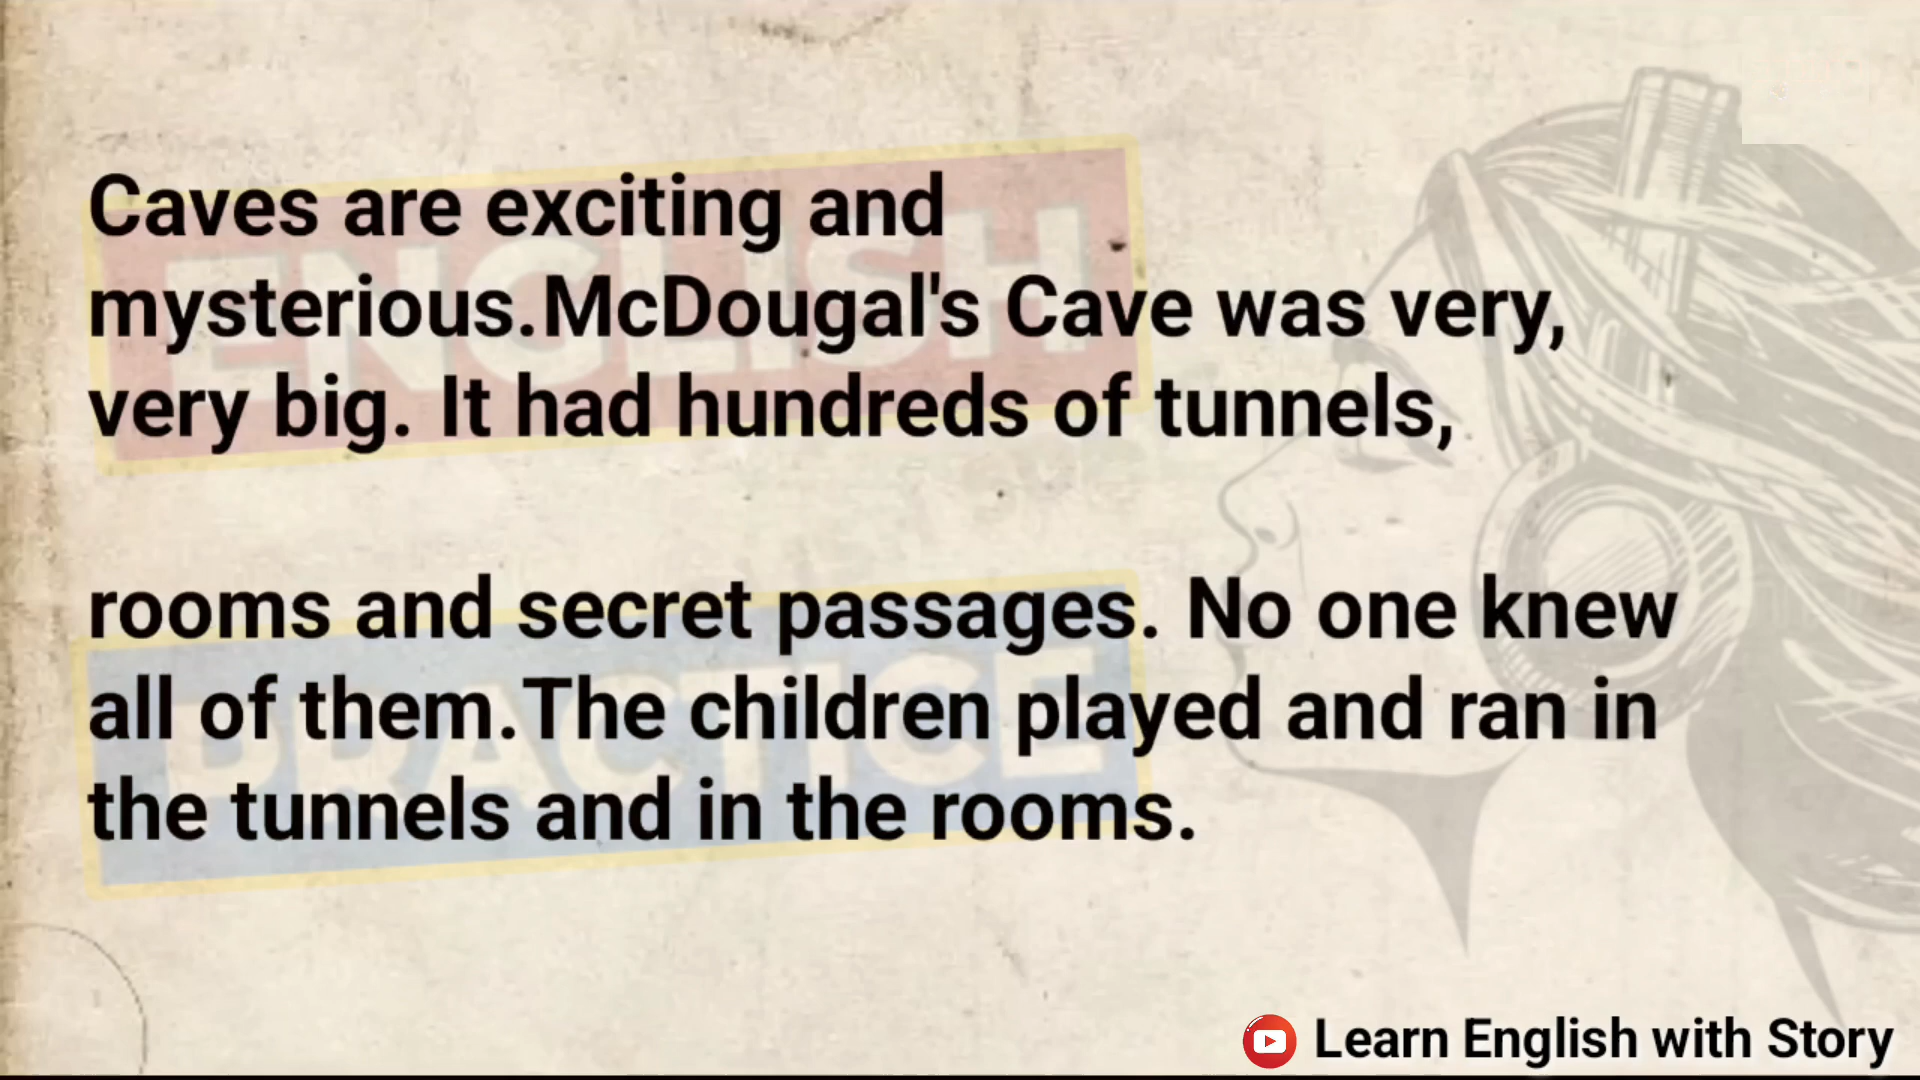 Caves are exciting and
mysterious.McDougal's Cave was very,
very big. It had hundreds of tunnels,
rooms and secret passages. No one knew
all of them.The children played and ran in
the tunnels and in the rooms.
ENGLISH
PRACTICE
Learn English with Story